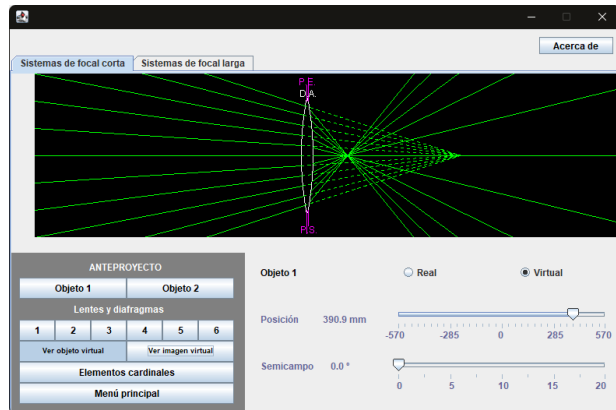 Acerca de
Sistemas de focal corta Sistemas de focal larga
P.E.
D.A.
P.S.
ANTEPROYECTO
Objeto 1 Objeto 2
Lentes y diafragmas
1 2 3 4 5 6
Ver objeto virtual Ver imagen virtual
Elementos cardinales
Menú principal
Objeto 1 Real Virtual
Posición 390.9 mm
-570 -285 0 285 570
Semicampo 0.0 °
0 5 10 15 20